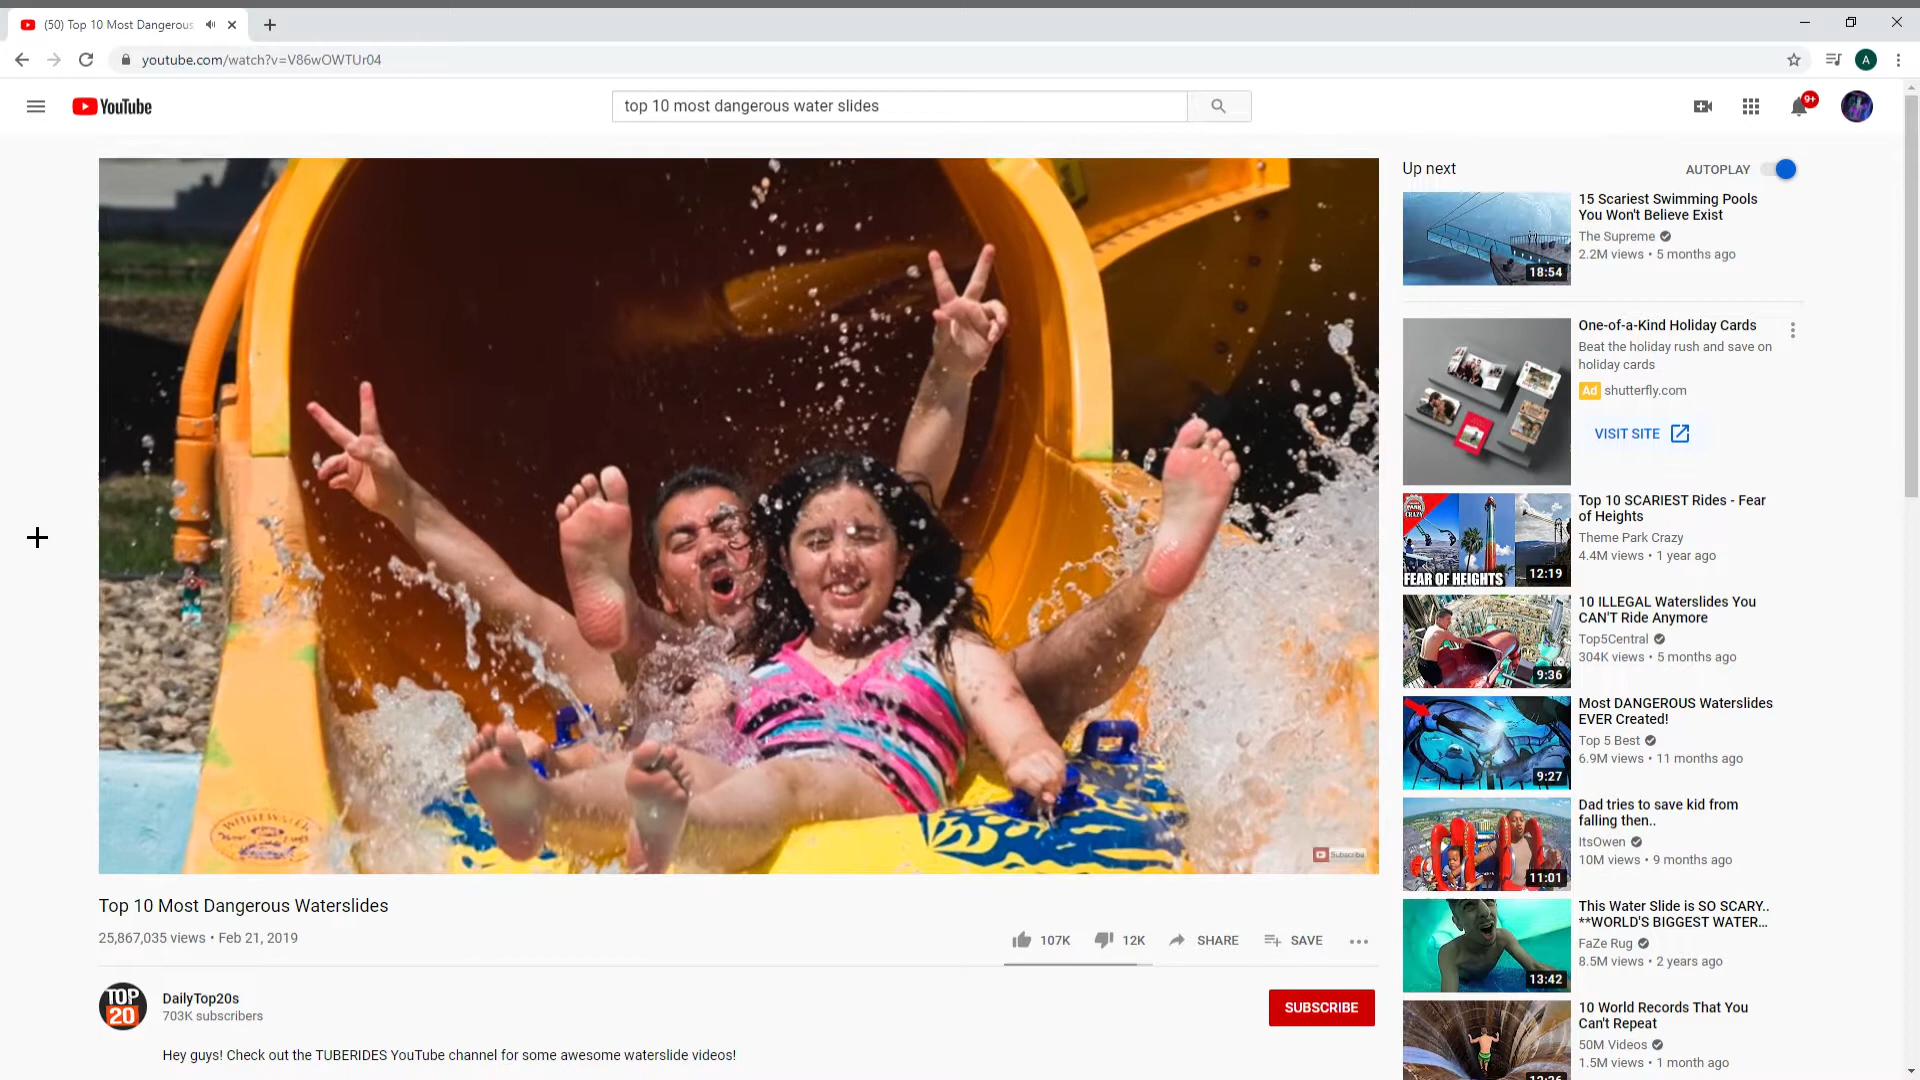 (50) Top 10 Most Dangerous
youtube.com/watch?v=V86wOWTUr04
A
YouTube
top 10 most dangerous water slides
9+
Up next
AUTOPLAY
15 Scariest Swimming Pools
You Won't Believe Exist
The Supreme
2.2M views • 5 months ago
18:54
One-of-a-Kind Holiday Cards
Beat the holiday rush and save on
holiday cards
Ad shutterfly.com
VISIT SITE
Top 10 SCARIEST Rides - Fear
of Heights
Theme Park Crazy
4.4M views • 1 year ago
PARK
CRAZY
FEAR OF HEIGHTS
12:19
10 ILLEGAL Waterslides You
CAN'T Ride Anymore
Top5Central
304K views • 5 months ago
9:36
Most DANGEROUS Waterslides
EVER Created!
Top 5 Best
6.9M views • 11 months ago
9:27
Dad tries to save kid from
falling then..
ItsOwen
10M views • 9 months ago
11:01
This Water Slide is SO SCARY..
**WORLD'S BIGGEST WATER...
FaZe Rug
8.5M views • 2 years ago
13:42
10 World Records That You
Can't Repeat
50M Videos
1.5M views • 1 month ago
WHITEWATER
Subscribe
Top 10 Most Dangerous Waterslides
25,867,035 views • Feb 21, 2019
107K
12K
SHARE
SAVE
TOP
20
DailyTop20s
703K subscribers
SUBSCRIBE
Hey guys! Check out the TUBERIDES YouTube channel for some awesome waterslide videos!